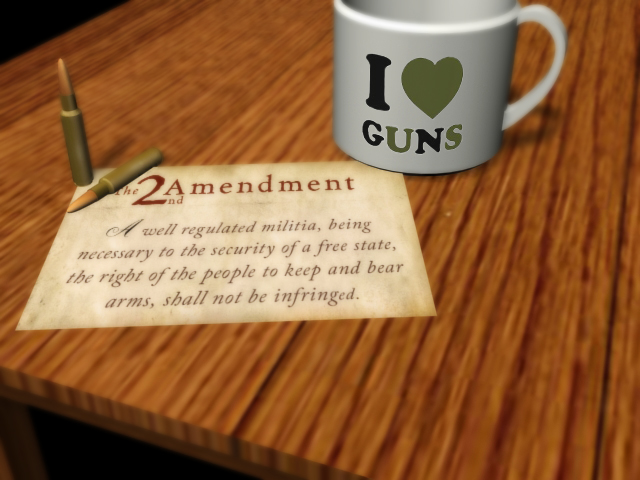 I ♥
GUNS
The 2nd Amendment
A well regulated militia, being
necessary to the security of a free state,
the right of the people to keep and bear
arms, shall not be infringed.